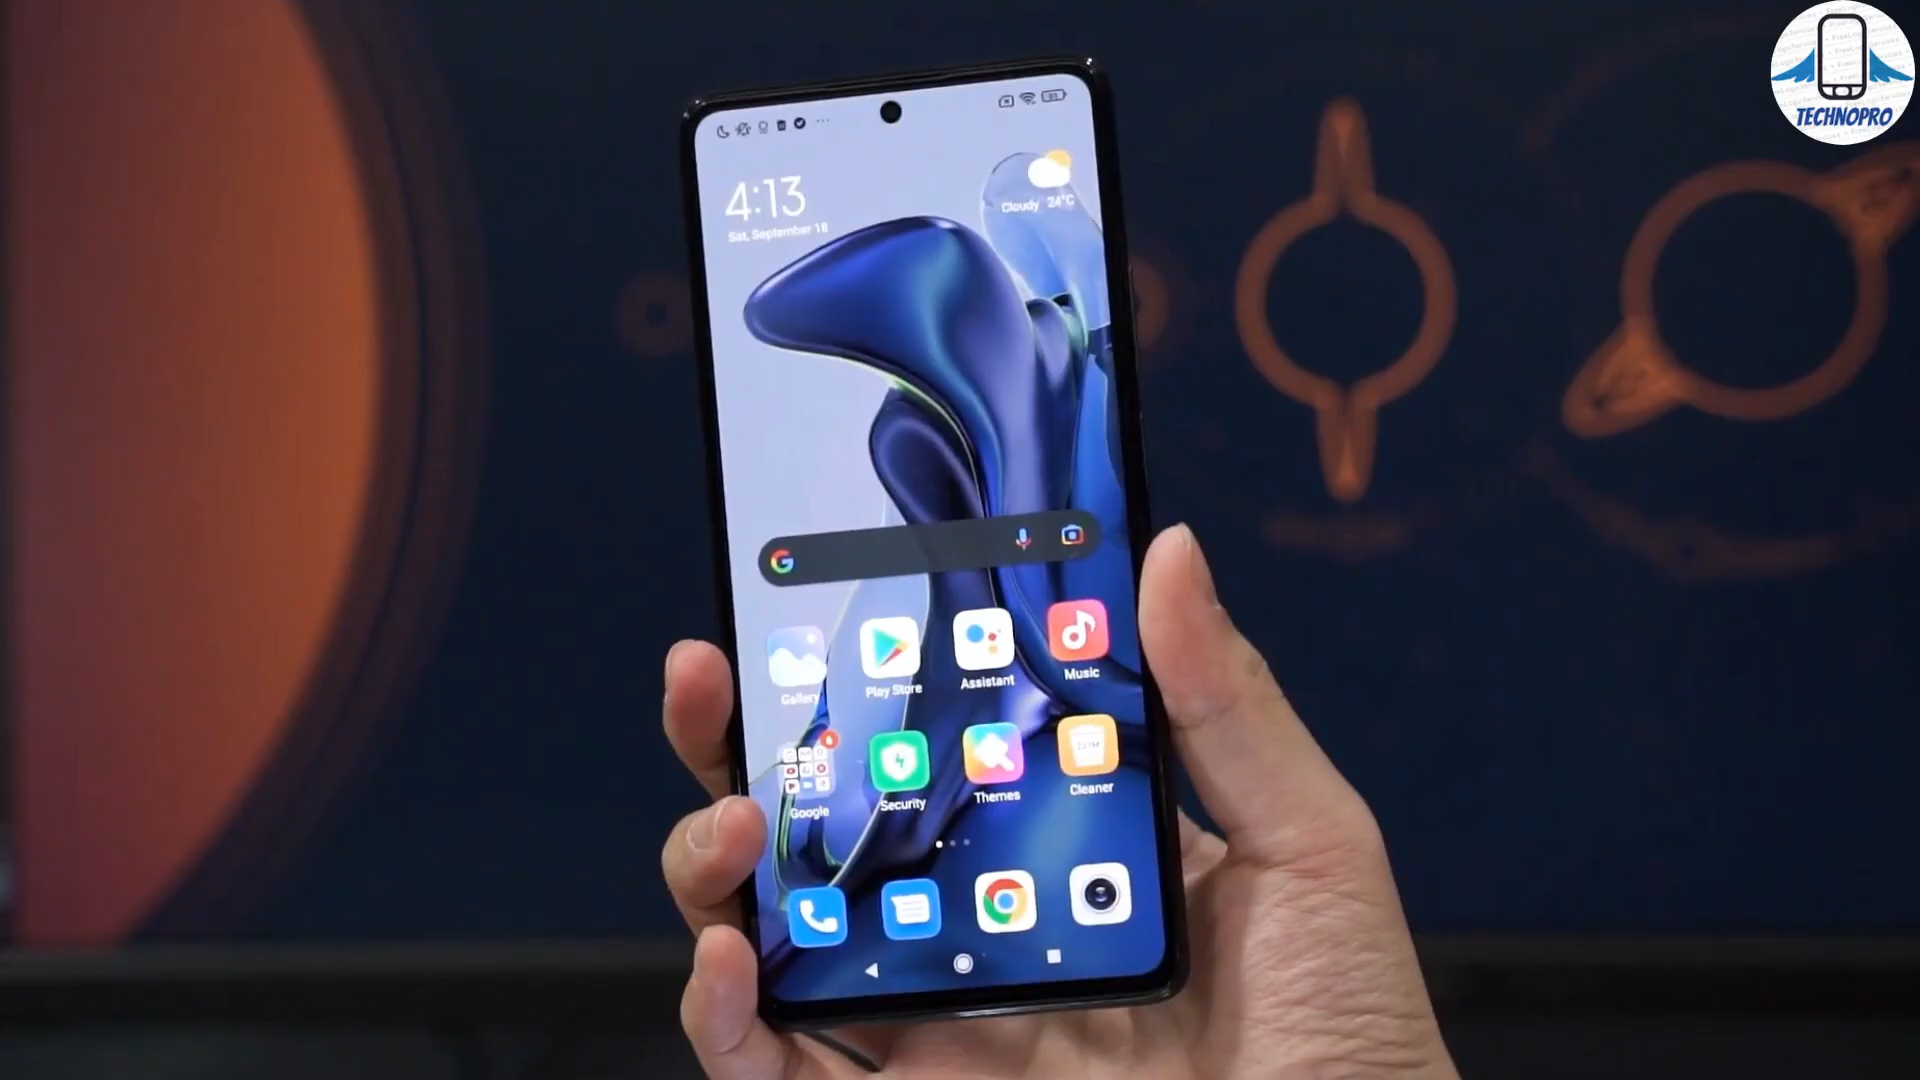 TECHNOPRO
4:13
Sat, September 18
Cloudy 24°C
Gallery
Play Store
Assistant
Music
Google
Security
Themes
Cleaner